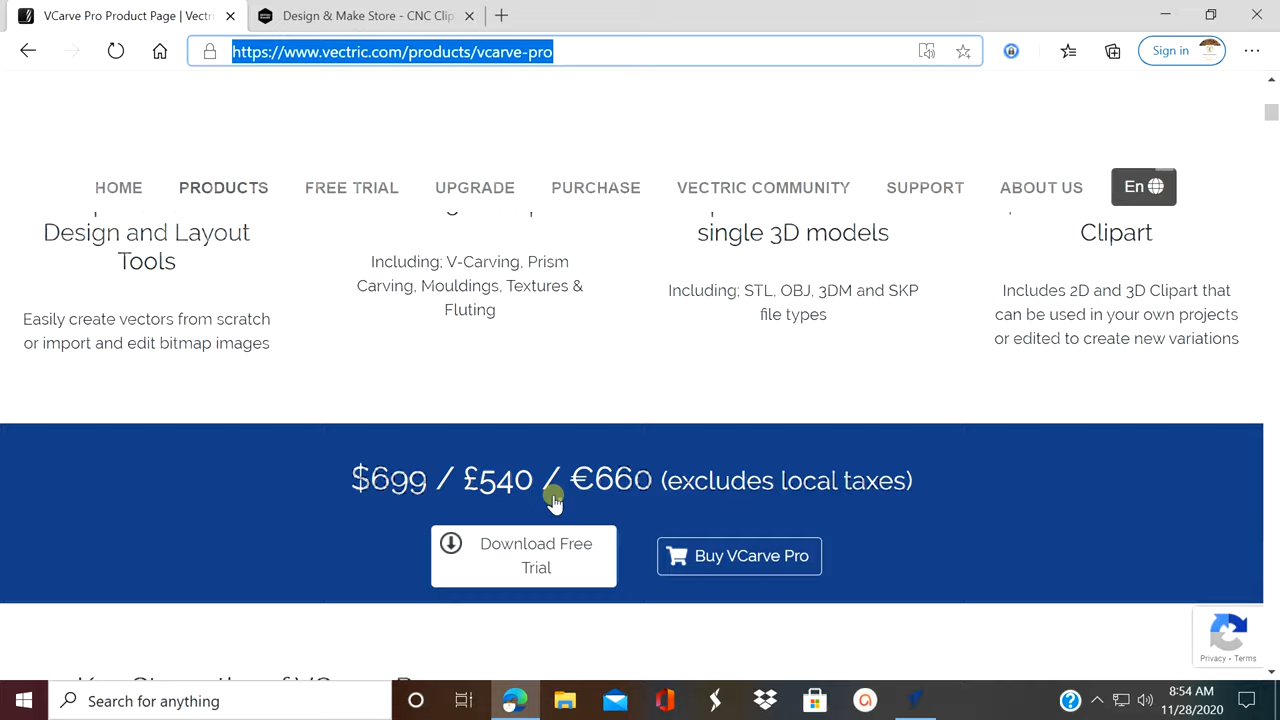 VCarve Pro Product Page | Vectri
Design & Make Store - CNC Clip
https://www.vectric.com/products/vcarve-pro
Sign in
HOME
PRODUCTS
FREE TRIAL
UPGRADE
PURCHASE
VECTRIC COMMUNITY
SUPPORT
ABOUT US
En
Design and Layout
Tools
Easily create vectors from scratch
or import and edit bitmap images
Including; V-Carving, Prism
Carving, Mouldings, Textures &
Fluting
single 3D models
Including; STL, OBJ, 3DM and SKP
file types
Clipart
Includes 2D and 3D Clipart that
can be used in your own projects
or edited to create new variations
$699 / £540 / €660 (excludes local taxes)
Download Free
Trial
Buy VCarve Pro
Privacy - Terms
Search for anything
8:54 AM
11/28/2020